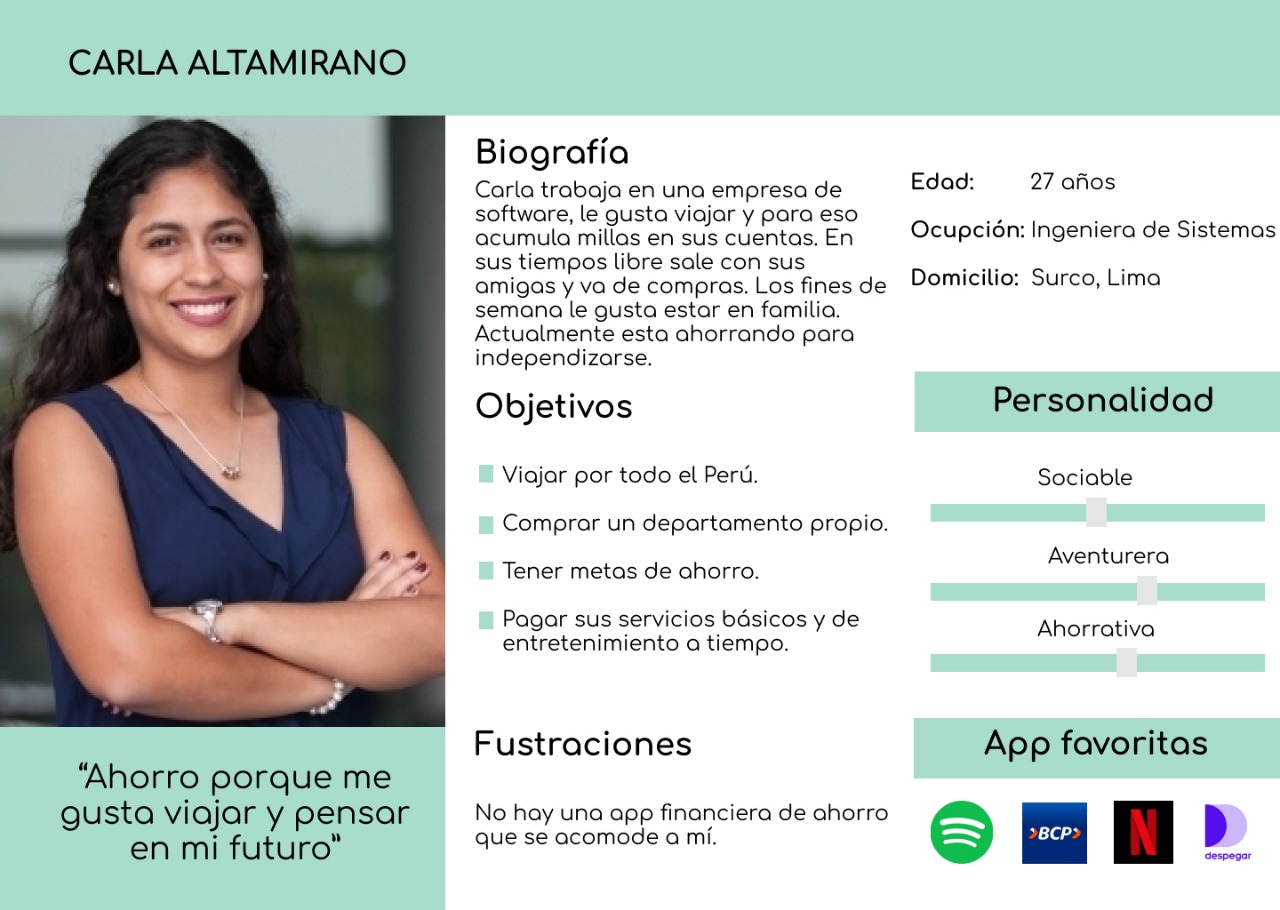 CARLA ALTAMIRANO
Biografía
Carla trabaja en una empresa de
software, le gusta viajar y para eso
acumula millas en sus cuentas. En
sus tiempos libre sale con sus
amigas y va de compras. Los fines de
semana le gusta estar en familia.
Actualmente esta ahorrando para
independizarse.
Objetivos
Viajar por todo el Perú.
Comprar un departamento propio.
Tener metas de ahorro.
Pagar sus servicios básicos y de
entretenimiento a tiempo.
Fustraciones
No hay una app financiera de ahorro
que se acomode a mí.
Edad: 27 años
Ocupción: Ingeniera de Sistemas
Domicilio: Surco, Lima
Personalidad
Sociable
Aventurera
Ahorrativa
App favoritas
BCP
N
despegar
“Ahorro porque me
gusta viajar y pensar
en mi futuro”